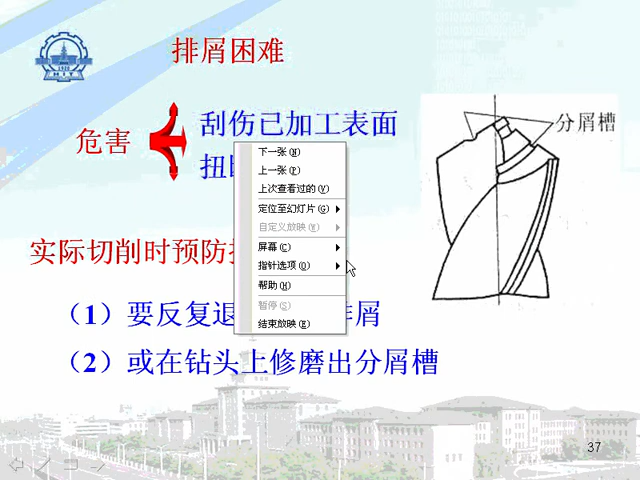 排屑困难
危害
刮伤已加工表面
扭
分屑槽
下一张(N)
上一张(P)
上次查看过的(V)
定位至幻灯片(G)
自定义放映(W)
屏幕(C)
指针选项(O)
帮助(H)
暂停(S)
结束放映(E)
实际切削时预防
(1)要反复退 排屑
(2)或在钻头上修磨出分屑槽
37